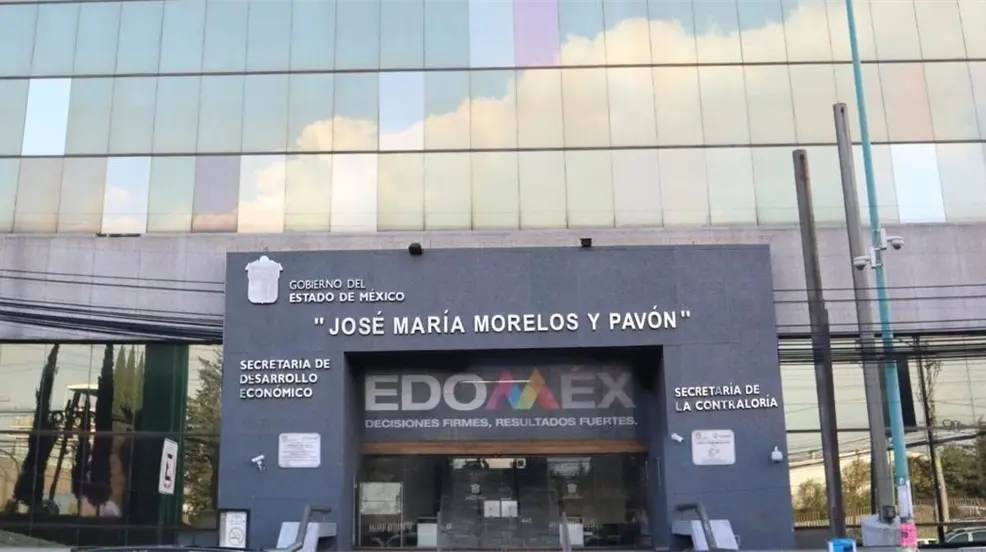 GOBIERNO DEL
ESTADO DE MÉXICO
"JOSÉ MARÍA MORELOS Y PAVÓN"
SECRETARIA DE
DESARROLLO
ECONÓMICO
EDOMÉX
DECISIONES FIRMES, RESULTADOS FUERTES.
SECRETARÍA DE
LA CONTRALORÍA